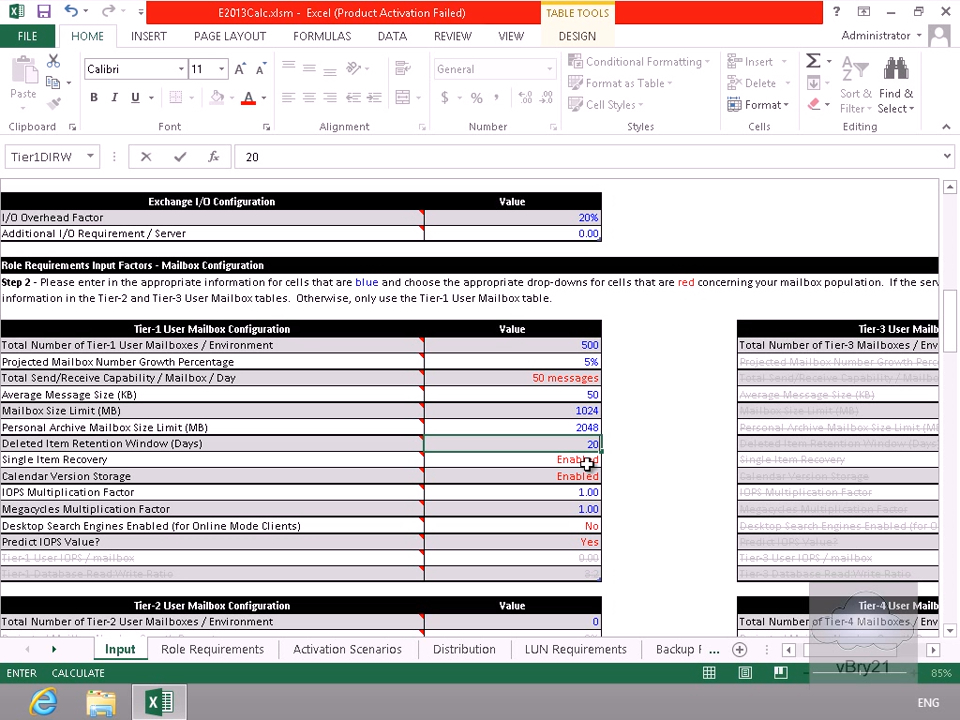 E2013Calc.xlsm - Excel (Product Activation Failed)
TABLE TOOLS
?
FILE
HOME
INSERT
PAGE LAYOUT
FORMULAS
DATA
REVIEW
VIEW
DESIGN
Administrator
Paste
Calibri
11
B I U
General
$ % ,
Conditional Formatting
Format as Table
Cell Styles
Insert
Delete
Format
Sort &
Filter
Find &
Select
Clipboard
Font
Alignment
Number
Styles
Cells
Editing
Tier1DIRW
20
Exchange I/O Configuration Value
I/O Overhead Factor 20%
Additional I/O Requirement / Server 0.00
Role Requirements Input Factors - Mailbox Configuration
Step 2 - Please enter in the appropriate information for cells that are blue and choose the appropriate drop-downs for cells that are red concerning your mailbox population. If the serv
information in the Tier-2 and Tier-3 User Mailbox tables. Otherwise, only use the Tier-1 User Mailbox table.
Tier-1 User Mailbox Configuration Value Tier-3 User Mailb
Total Number of Tier-1 User Mailboxes / Environment 500 Total Number of Tier-3 Mailboxes / Env
Projected Mailbox Number Growth Percentage 5% Projected Mailbox Number Growth Perc
Total Send/Receive Capability / Mailbox / Day 50 messages Total Send/Receive Capability / Mailbo
Average Message Size (KB) 50 Average Message Size (KB)
Mailbox Size Limit (MB) 1024 Mailbox Size Limit (MB)
Personal Archive Mailbox Size Limit (MB) 2048 Personal Archive Mailbox Size Limit (M
Deleted Item Retention Window (Days) 20 Deleted Item Retention Window (Days
Single Item Recovery Enabled Single Item Recovery
Calendar Version Storage Enabled Calendar Version Storage
IOPS Multiplication Factor 1.00 IOPS Multiplication Factor
Megacycles Multiplication Factor 1.00 Megacycles Multiplication Factor
Desktop Search Engines Enabled (for Online Mode Clients) No Desktop Search Engines Enabled (for O
Predict IOPS Value? Yes Predict IOPS Value?
Tier-1 User IOPS / mailbox 0.00 Tier-3 User IOPS / mailbox
Tier-1 Database Read:Write Ratio 3:2 Tier-3 Database Read:Write Ratio
Tier-2 User Mailbox Configuration Value Tier-4 User Mailb
Total Number of Tier-2 User Mailboxes / Environment 0 Total Number of Tier-4 Mailboxes / Env
Input
Role Requirements
Activation Scenarios
Distribution
LUN Requirements
Backup R ...
vBry21
ENTER
CALCULATE
85%
ENG